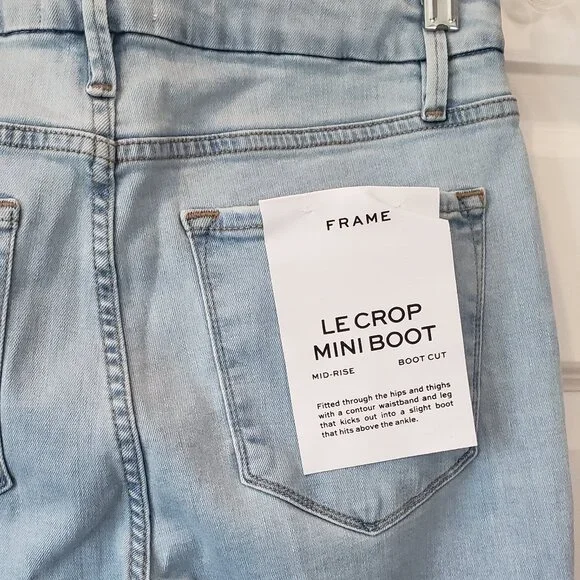 FRAME
LE CROP
MINI BOOT
MID-RISE BOOT CUT
Fitted through the hips and thighs
with a contour waistband and leg
that kicks out into a slight boot
that hits above the ankle.